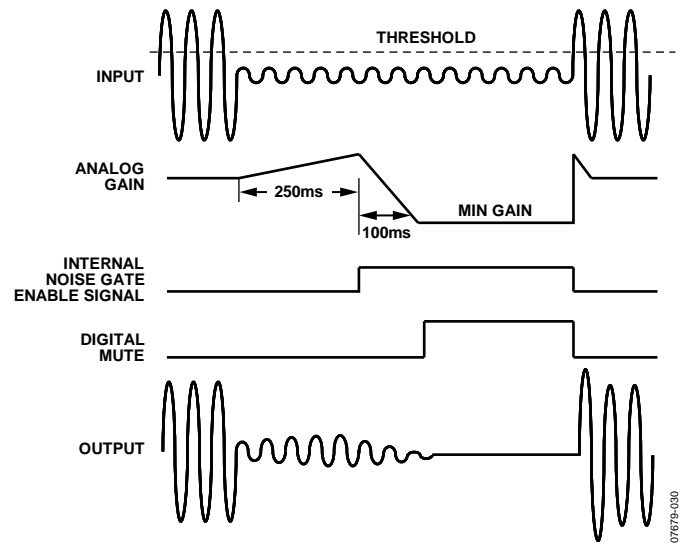 THRESHOLD
INPUT
ANALOG
GAIN
250ms
MIN GAIN
100ms
INTERNAL
NOISE GATE
ENABLE SIGNAL
DIGITAL
MUTE
OUTPUT
07679-030